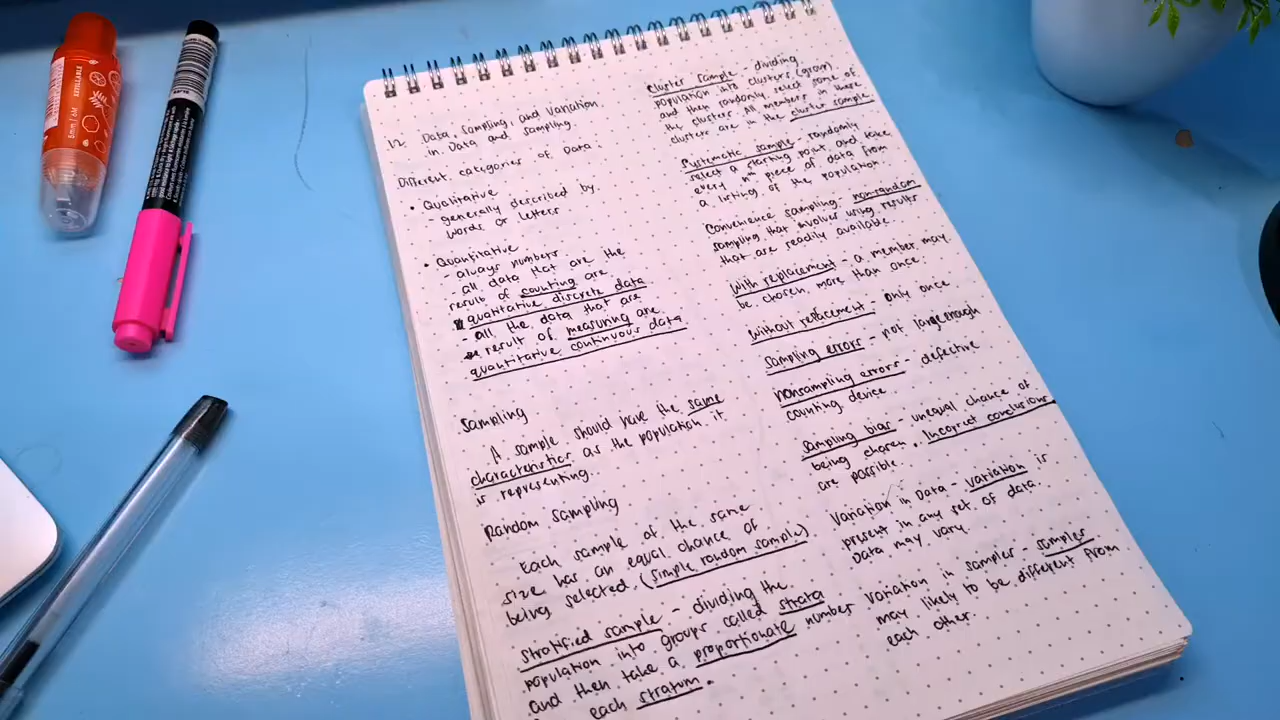 1.2 Data, Sampling and Variation
in Data and Sampling.
Different categories of Data:
• Qualitative
- generally described by
words or letters
• Quantitative
- always numbers
- all data that are the
result of counting are
quantitative discrete data
- all the data that are
result of measuring are
quantitative continuous data
Sampling
A sample should have the same
characteristics as the population it
is representing.
Random Sampling
Each sample of the same
size has an equal chance of
being selected. (simple random sample)
stratified sample - dividing the
population into groups called strata
and then take a proportionate number
each stratum.
cluster sample - dividing
population into clusters (group)
and then randomly select some of
the clusters. All members in these
clusters are in the cluster sample
systematic sample - randomly
select a starting point and take
every nth piece of data from
a listing of the population.
Convenience sampling: nonrandom
sampling that involves using results
that are readily available
with replacement - a member may
be chosen more than once.
without replacement - only once
sampling errors - not large enough
nonsampling errors - defective
counting device
sampling bias - unequal chance of
being chosen. Incorrect conclusions
are possible.
Variation in Data - variation is
present in any set of data.
Data may vary.
Variation in samples - samples
may likely to be different from
each other.
REFILLABLE
5mm / 6M